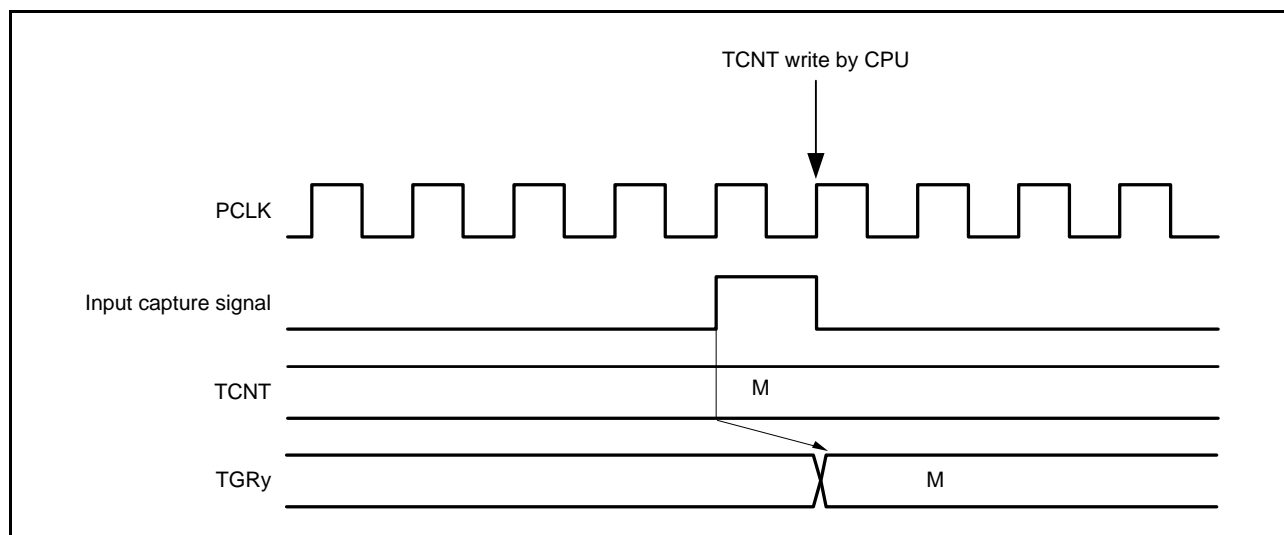 TCNT write by CPU
PCLK
Input capture signal
TCNT
M
TGRy
M